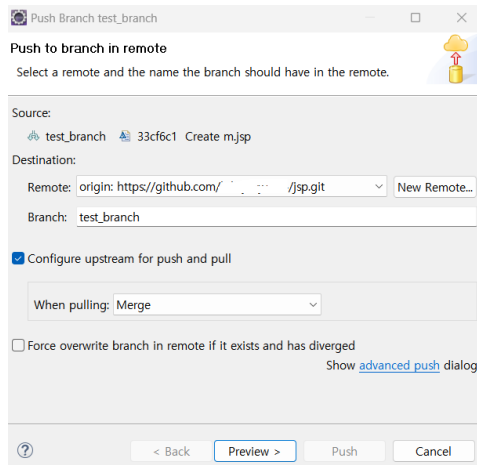 Push Branch test_branch
Push to branch in remote
Select a remote and the name the branch should have in the remote.
Source:
test_branch 33cf6c1 Create m.jsp
Destination:
Remote: origin: https://github.com/ /jsp.git New Remote...
Branch: test_branch
Configure upstream for push and pull
When pulling: Merge
Force overwrite branch in remote if it exists and has diverged
Show advanced push dialog
? < Back Preview > Push Cancel